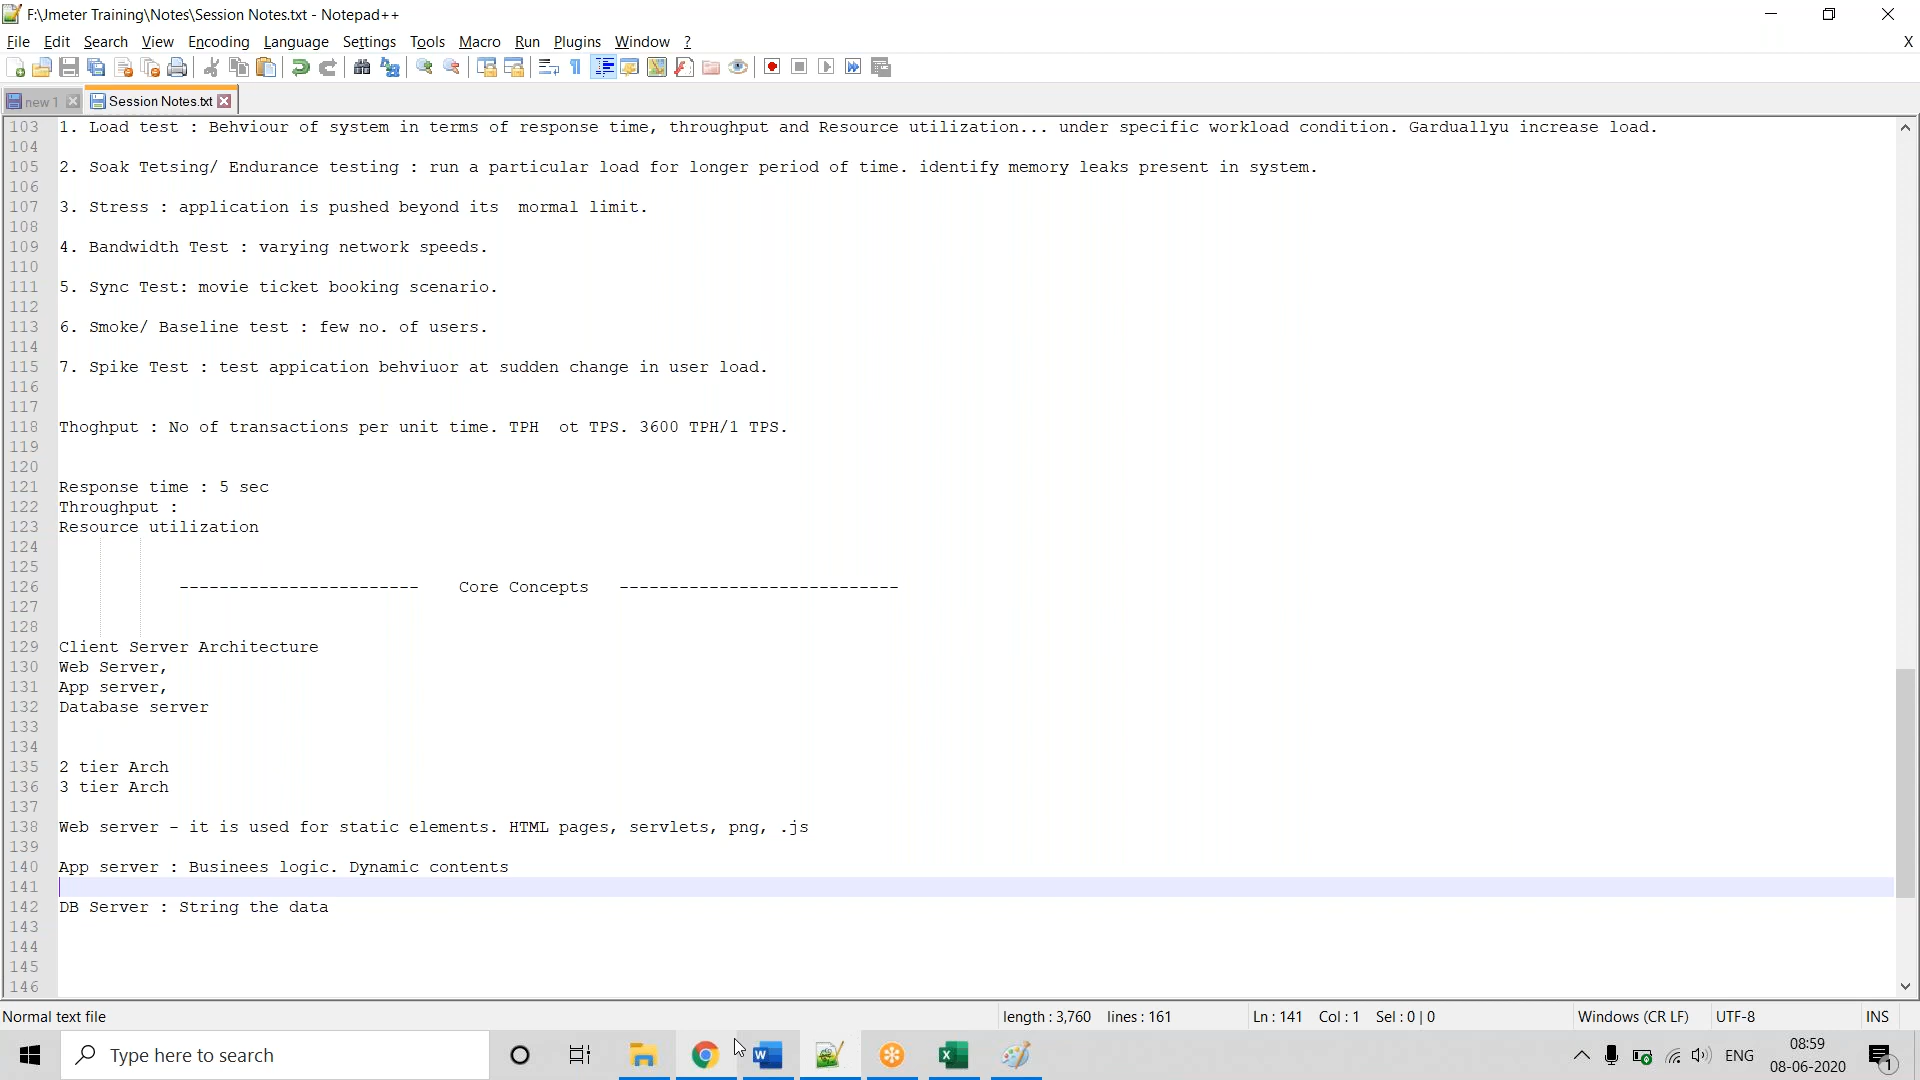 F:\Jmeter Training\Notes\Session Notes.txt - Notepad++
File Edit Search View Encoding Language Settings Tools Macro Run Plugins Window ? X
new 1 Session Notes.txt
103 1. Load test : Behviour of system in terms of response time, throughput and Resource utilization... under specific workload condition. Garduallyu increase load.
104
105 2. Soak Tetsing/ Endurance testing : run a particular load for longer period of time. identify memory leaks present in system.
106
107 3. Stress : application is pushed beyond its  mormal limit.
108
109 4. Bandwidth Test : varying network speeds.
110
111 5. Sync Test: movie ticket booking scenario.
112
113 6. Smoke/ Baseline test : few no. of users.
114
115 7. Spike Test : test appication behviuor at sudden change in user load.
116
117
118 Thoghput : No of transactions per unit time. TPH  ot TPS. 3600 TPH/1 TPS.
119
120
121 Response time : 5 sec
122 Throughput :
123 Resource utilization
124
125
126 ------------------------ Core Concepts ----------------------------
127
128
129 Client Server Architecture
130 Web Server,
131 App server,
132 Database server
133
134
135 2 tier Arch
136 3 tier Arch
137
138 Web server - it is used for static elements. HTML pages, servlets, png, .js
139
140 App server : Businees logic. Dynamic contents
141
142 DB Server : String the data
143
144
145
146
Normal text file length : 3,760 lines : 161 Ln : 141 Col : 1 Sel : 0 | 0 Windows (CR LF) UTF-8 INS
Type here to search ENG 08:59
08-06-2020 1